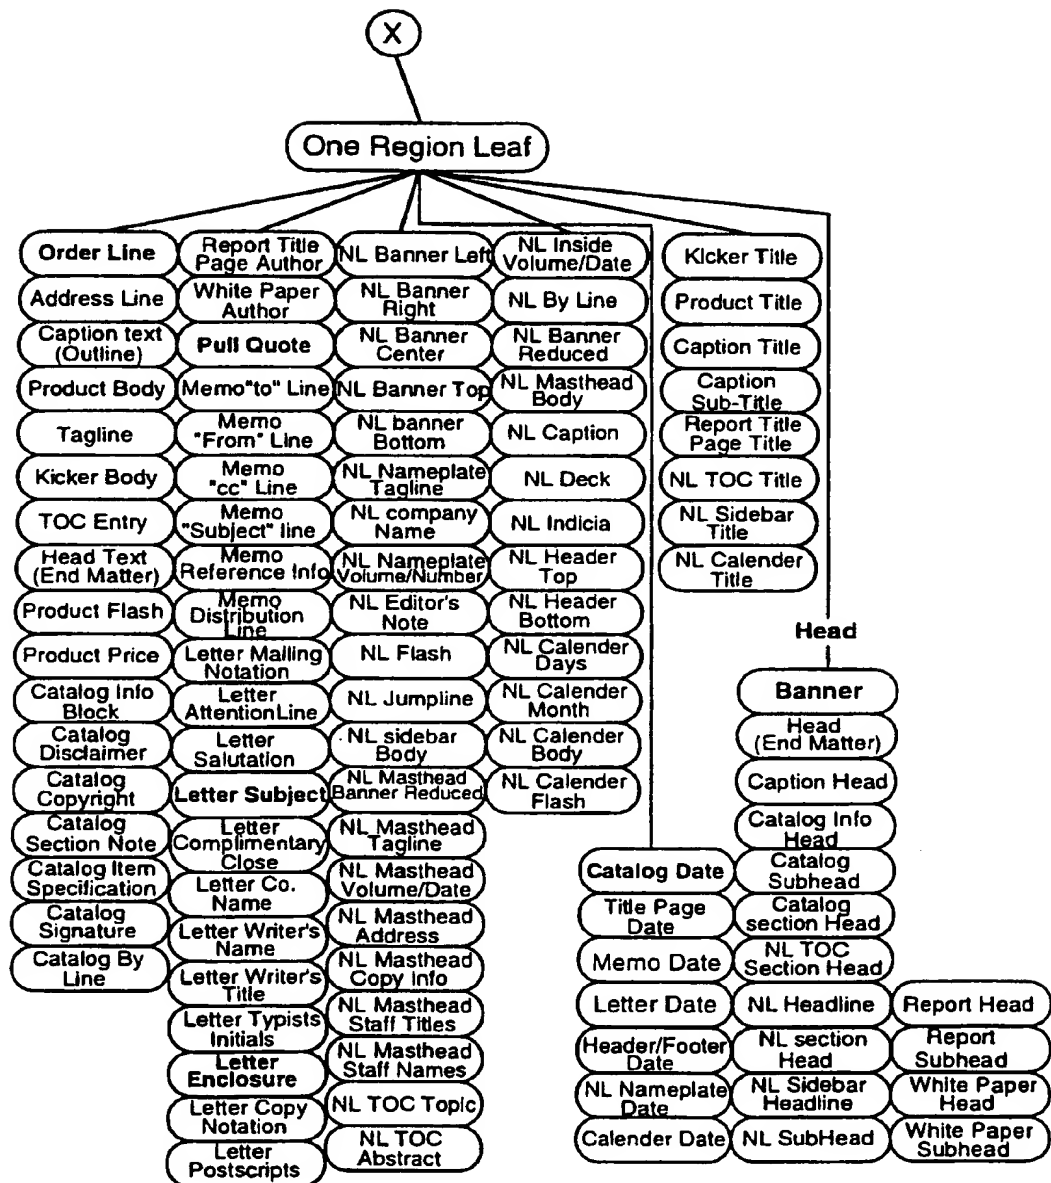 X
One Region Leaf
Order Line
Address Line
Caption text
(Outline)
Product Body
Tagline
Kicker Body
TOC Entry
Head Text
(End Matter)
Product Flash
Product Price
Catalog Info
Block
Catalog
Disclaimer
Catalog
Copyright
Catalog
Section Note
Catalog Item
Specification
Catalog
Signature
Catalog By
Line
Report Title
Page Author
White Paper
Author
Pull Quote
Memo"to" Line
Memo
"From" Line
Memo
"cc" Line
Memo
"Subject" line
Memo
Reference Info
Memo
Distribution
Line
Letter Mailing
Notation
Letter
AttentionLine
Letter
Salutation
Letter Subject
Letter
Complimentary
Close
Letter Co.
Name
Letter Writer's
Name
Letter Writer's
Title
Letter Typists
Initials
Letter
Enclosure
Letter Copy
Notation
Letter
Postscripts
NL Banner Left
NL Banner
Right
NL Banner
Center
NL Banner Top
NL banner
Bottom
NL Nameplate
Tagline
NL company
Name
NL Nameplate
Volume/Number
NL Editor's
Note
NL Flash
NL Jumpline
NL sidebar
Body
NL Masthead
Banner Reduced
NL Masthead
Tagline
NL Masthead
Volume/Date
NL Masthead
Address
NL Masthead
Copy Info
NL Masthead
Staff Titles
NL Masthead
Staff Names
NL TOC Topic
NL TOC
Abstract
NL Inside
Volume/Date
NL By Line
NL Banner
Reduced
NL Masthead
Body
NL Caption
NL Deck
NL Indicia
NL Header
Top
NL Header
Bottom
NL Calender
Days
NL Calender
Month
NL Calender
Body
NL Calender
Flash
Kicker Title
Product Title
Caption Title
Caption
Sub-Title
Report Title
Page Title
NL TOC Title
NL Sidebar
Title
NL Calender
Title
Catalog Date
Title Page
Date
Memo Date
Letter Date
Header/Footer
Date
NL Nameplate
Date
Calender Date
Head
Banner
Head
(End Matter)
Caption Head
Catalog Info
Head
Catalog
Subhead
Catalog
section Head
NL TOC
Section Head
NL Headline
NL section
Head
NL Sidebar
Headline
NL SubHead
Report Head
Report
Subhead
White Paper
Head
White Paper
Subhead